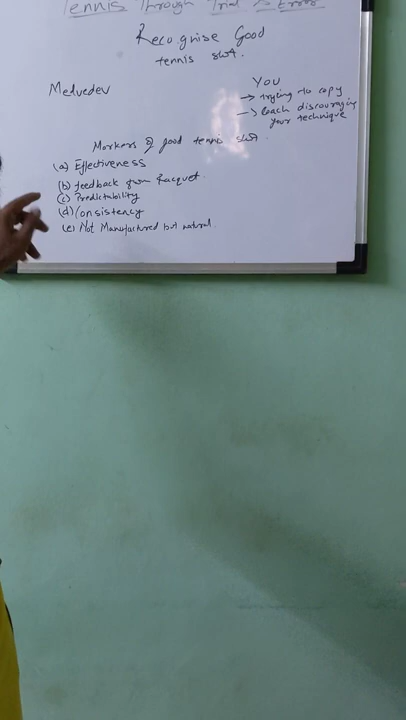 Tennis Through Trial & Error
Recognise Good
tennis shot.
Medvedev
You
→ trying to copy
→ Coach discouraging
your technique
Markers of good tennis shot.
(a) Effectiveness
(b) feedback from Racquet.
(c) Predictability
(d) Consistency
(e) Not Manufactured but natural.